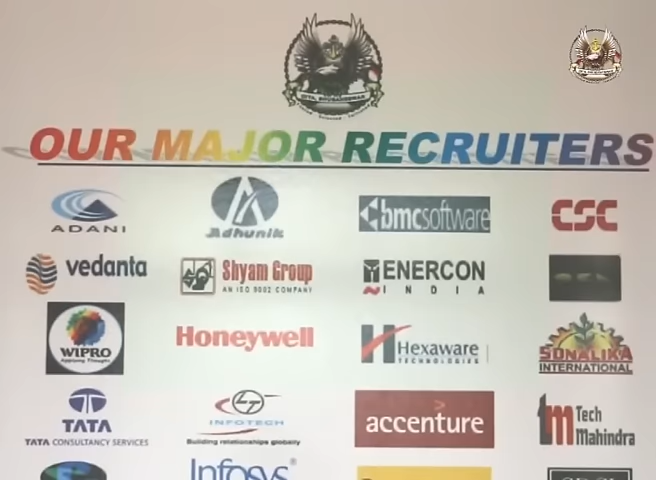 OUR MAJOR RECRUITERS
ADANI
Adhunik
bmcsoftware
CSC
vedanta
Shyam Group
AN ISO 9002 COMPANY
ENERCON
INDIA
WIPRO
Applying Thought
Honeywell
Hexaware
TECHNOLOGIES
SONALIKA
INTERNATIONAL
TATA
TATA CONSULTANCY SERVICES
L&T
INFOTECH
Building relationships globally
accenture
Tech
Mahindra
Infosys®